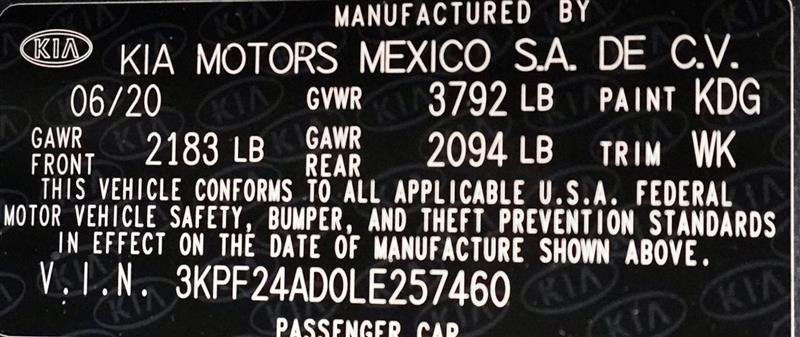 MANUFACTURED BY
KIA KIA MOTORS MEXICO S.A. DE C.V.
06/20 GVWR 3792 LB PAINT KDG
GAWR FRONT 2183 LB GAWR REAR 2094 LB TRIM WK
THIS VEHICLE CONFORMS TO ALL APPLICABLE U.S.A. FEDERAL
MOTOR VEHICLE SAFETY, BUMPER, AND THEFT PREVENTION STANDARDS
IN EFFECT ON THE DATE OF MANUFACTURE SHOWN ABOVE.
V.I.N. 3KPF24AD0LE257460
PASSENGER CAR